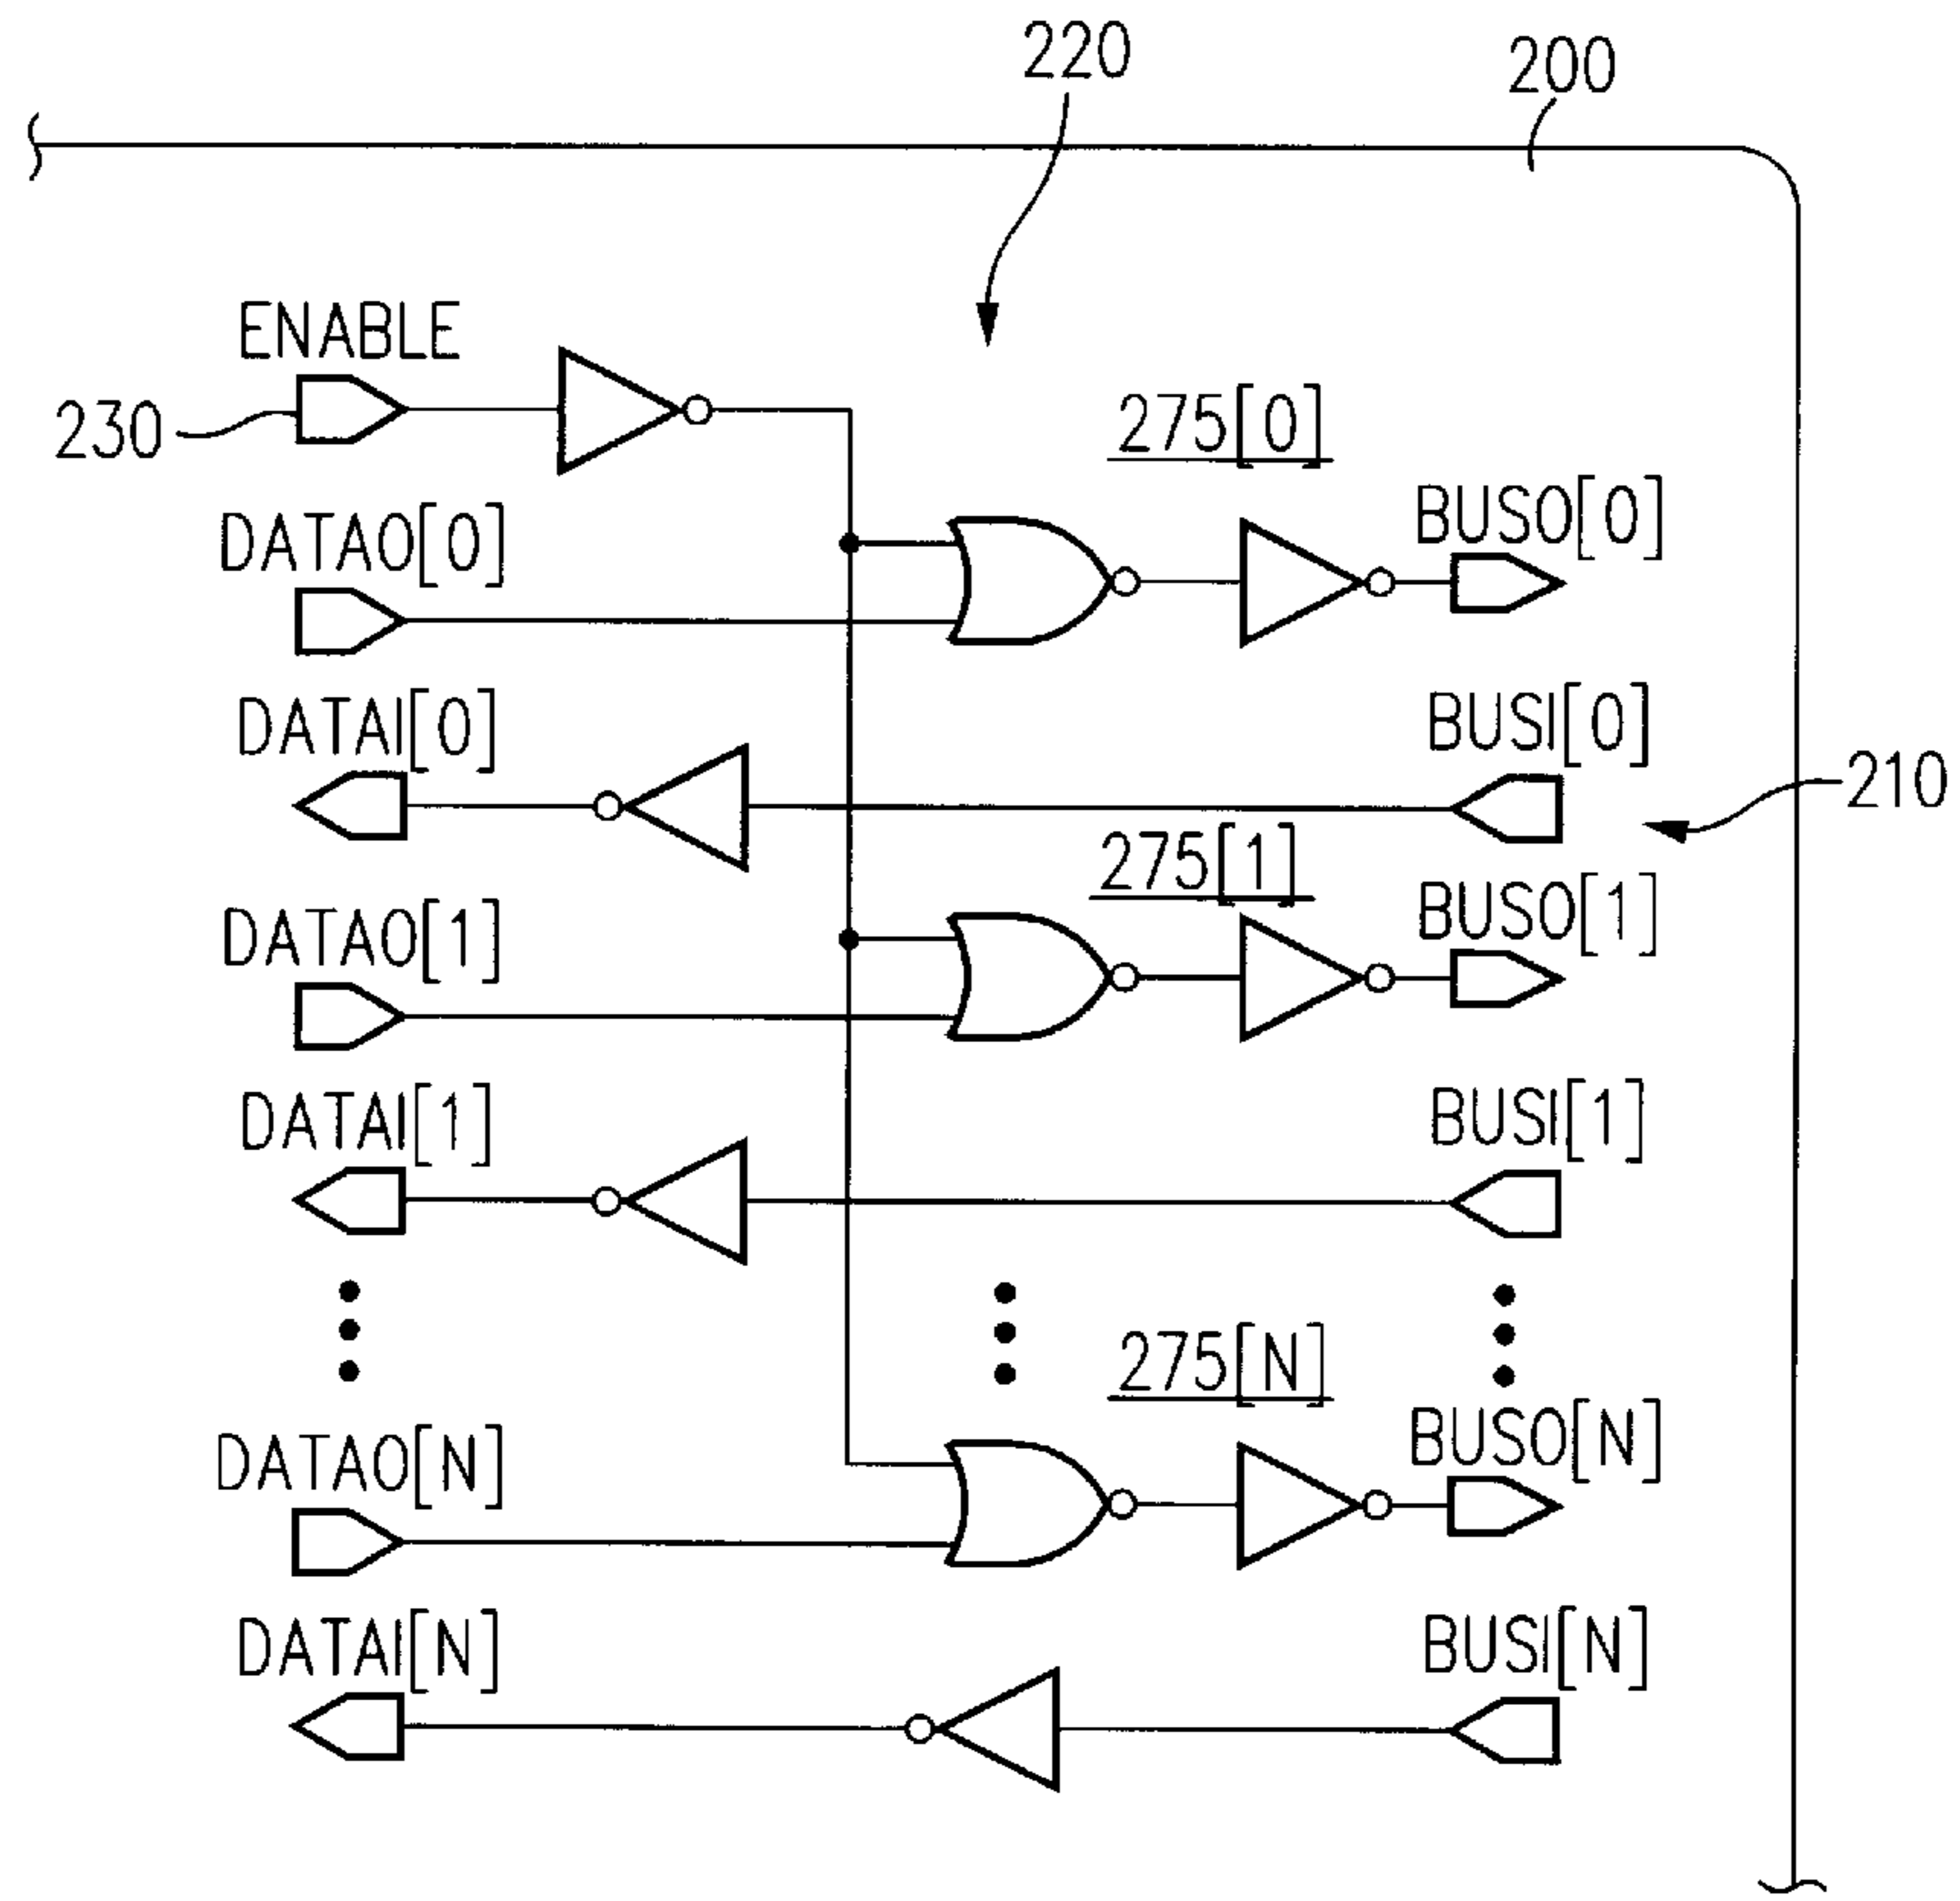 220
200
ENABLE
230
275[0]
DATAO[0]
BUSO[0]
DATAI[0]
BUSI[0]
210
275[1]
DATAO[1]
BUSO[1]
DATAI[1]
BUSI[1]
275[N]
DATAO[N]
BUSO[N]
DATAI[N]
BUSI[N]